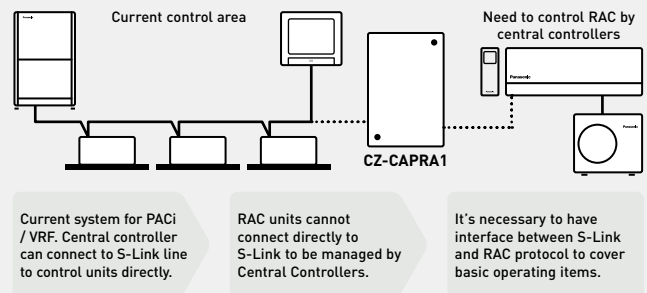 Current control area
Need to control RAC by
central controllers
Panasonic
Panasonic
CZ-CAPRA1
Current system for PACi
/ VRF. Central controller
can connect to S-Link line
to control units directly.
RAC units cannot
connect directly to
S-Link to be managed by
Central Controllers.
It's necessary to have
interface between S-Link
and RAC protocol to cover
basic operating items.